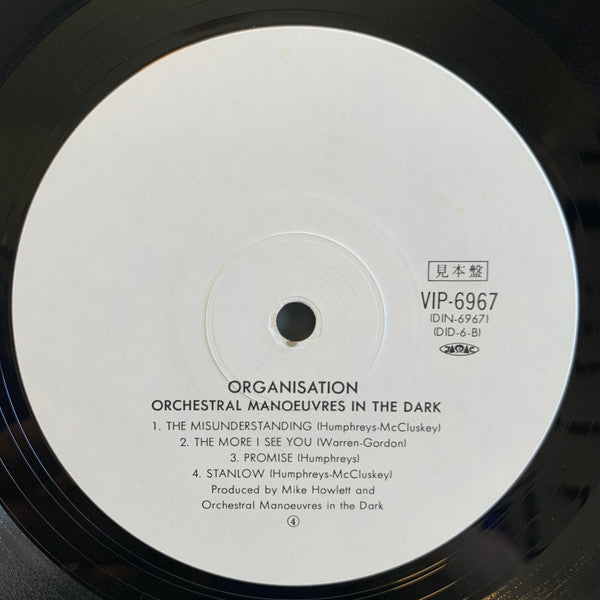 見本盤
VIP-6967
(DIN-6967)
(DID-6-B)
JASRAC
ORGANISATION
ORCHESTRAL MANOEUVRES IN THE DARK
1. THE MISUNDERSTANDING (Humphreys-McCluskey)
2. THE MORE I SEE YOU (Warren-Gordon)
3. PROMISE (Humphreys)
4. STANLOW (Humphreys-McCluskey)
Produced by Mike Howlett and
Orchestral Manoeuvres in the Dark
④